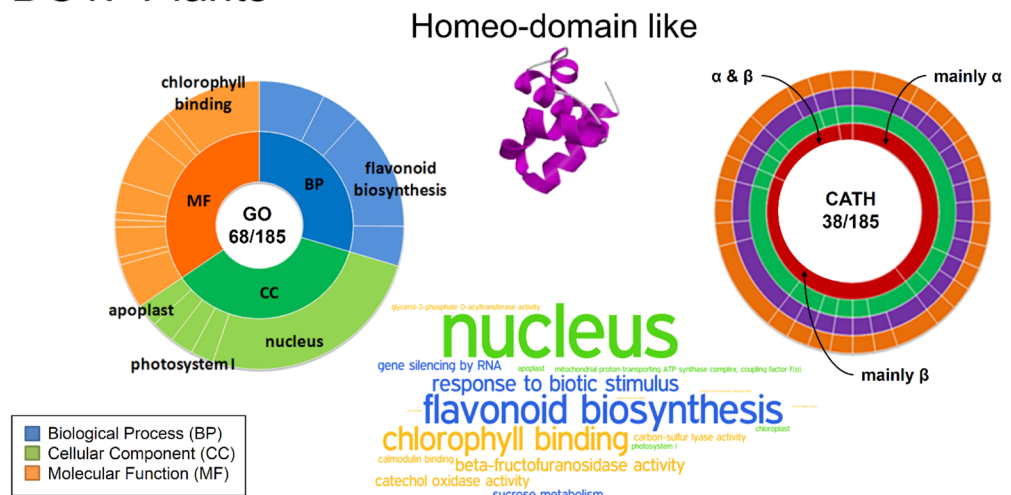 Homeo-domain like
chlorophyll
binding
flavonoid
biosynthesis
BP
MF
GO
68/185
CC
apoplast
nucleus
photosystem I
α & β
mainly α
CATH
38/185
mainly β
glycerol-3-phosphate O-acyltransferase activity
nucleus
gene silencing by RNA
apoplast
mitochondrial proton-transporting ATP synthase complex, coupling factor F(o)
response to biotic stimulus
flavonoid biosynthesis
chloroplast
chlorophyll binding
carbon-sulfur lyase activity
photosystem I
calmodulin binding
beta-fructofuranosidase activity
catechol oxidase activity
sucrose metabolism
Biological Process (BP)
Cellular Component (CC)
Molecular Function (MF)